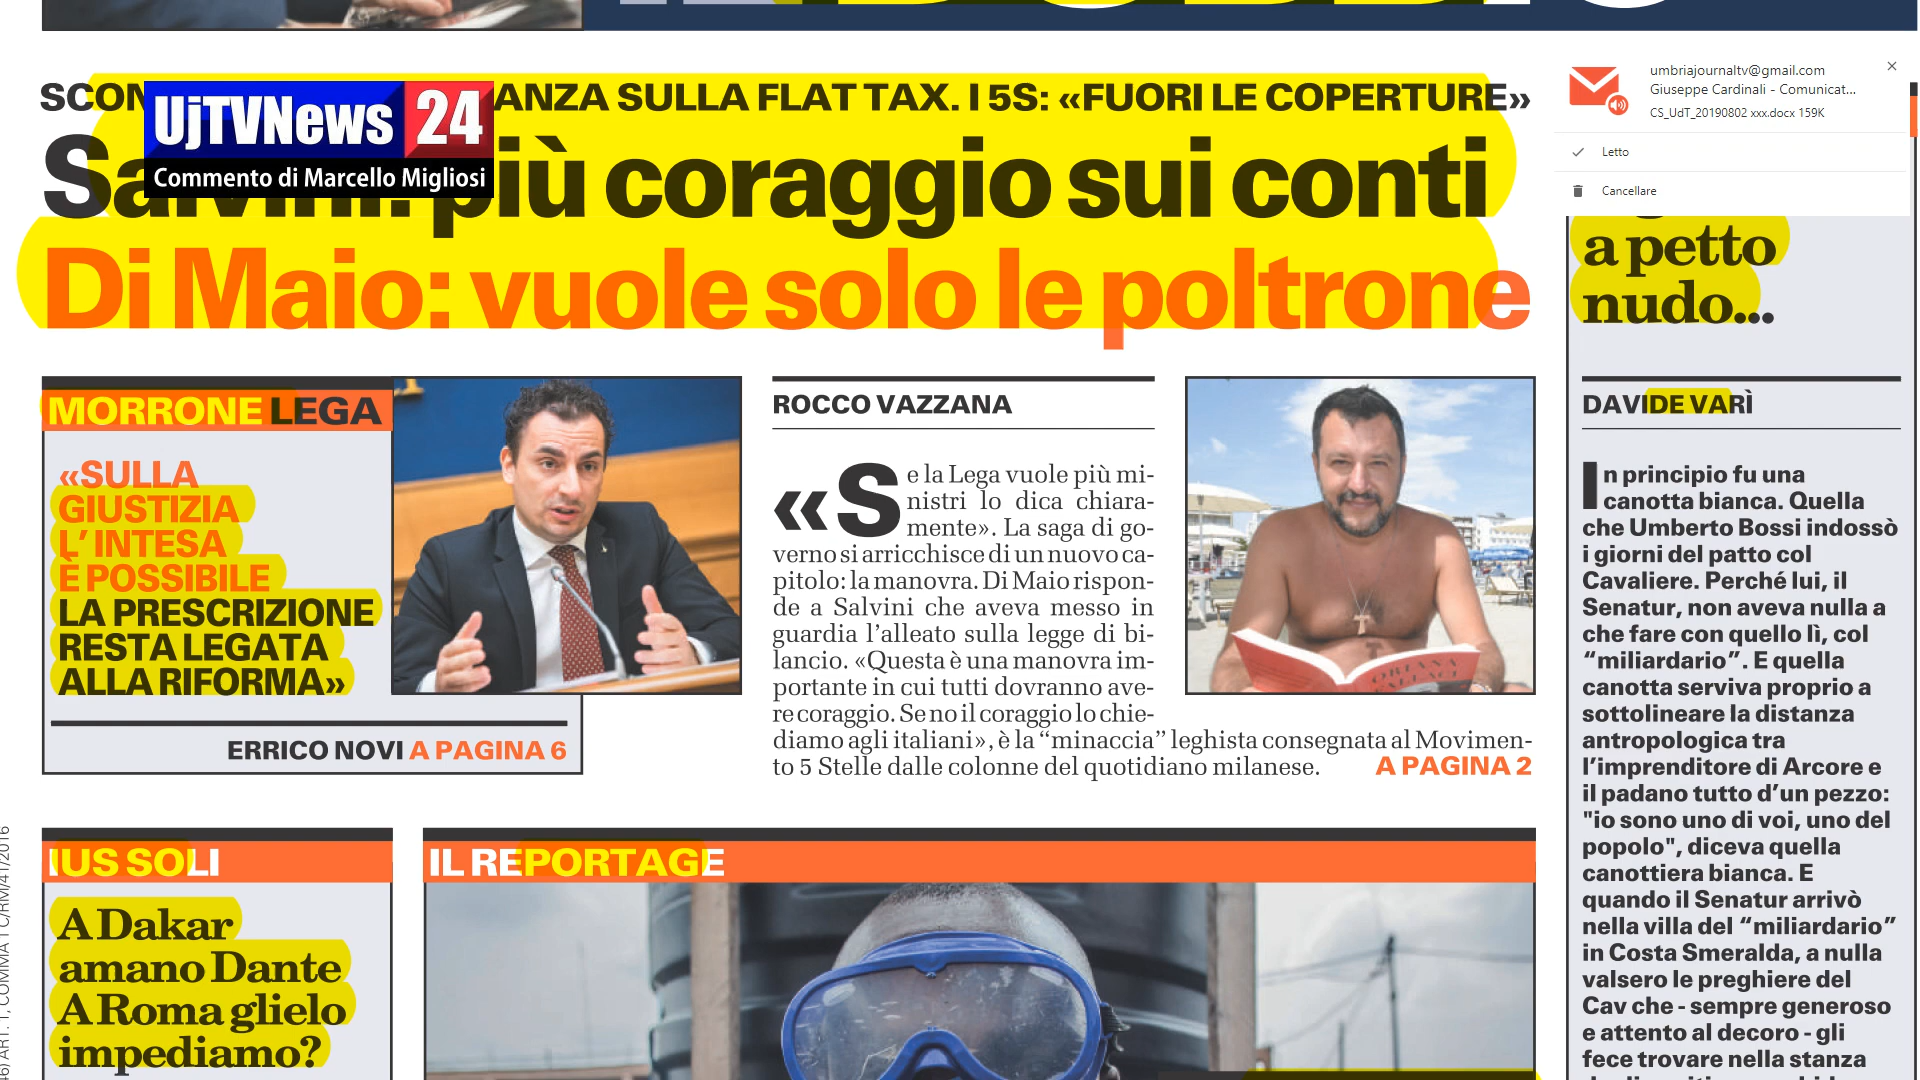 SCON
ANZA SULLA FLAT TAX. I 5S: «FUORI LE COPERTURE»
UjTVNews 24
Commento di Marcello Migliosi
Salvini: più coraggio sui conti
Di Maio: vuole solo le poltrone
umbriajournaltv@gmail.com
Giuseppe Cardinali - Comunicat...
CS_UdT_20190802 xxx.docx 159K
Letto
Cancellare
a petto
nudo...
MORRONE LEGA
«SULLA
GIUSTIZIA
L'INTESA
È POSSIBILE
LA PRESCRIZIONE
RESTA LEGATA
ALLA RIFORMA»
ERRICO NOVI A PAGINA 6
ROCCO VAZZANA
«Se la Lega vuole più mi-
nistri lo dica chiara-
mente». La saga di go-
verno si arricchisce di un nuovo ca-
pitolo: la manovra. Di Maio rispon-
de a Salvini che aveva messo in
guardia l'alleato sulla legge di bi-
lancio. «Questa è una manovra im-
portante in cui tutti dovranno ave-
re coraggio. Se no il coraggio lo chie-
diamo agli italiani», è la “minaccia” leghista consegnata al Movimen-
to 5 Stelle dalle colonne del quotidiano milanese. A PAGINA 2
ORIANA
DAVIDE VARÌ
In principio fu una
canotta bianca. Quella
che Umberto Bossi indossò
i giorni del patto col
Cavaliere. Perché lui, il
Senatur, non aveva nulla a
che fare con quello lì, col
“miliardario”. E quella
canotta serviva proprio a
sottolineare la distanza
antropologica tra
l'imprenditore di Arcore e
il padano tutto d'un pezzo:
"io sono uno di voi, uno del
popolo", diceva quella
canottiera bianca. E
quando il Senatur arrivò
nella villa del “miliardario”
in Costa Smeralda, a nulla
valsero le preghiere del
Cav che - sempre generoso
e attento al decoro - gli
fece trovare nella stanza
IUS SOLI
A Dakar
amano Dante
A Roma glielo
impediamo?
IL REPORTAGE
46) ART. 1, COMMA 1 C/RM/41/2016